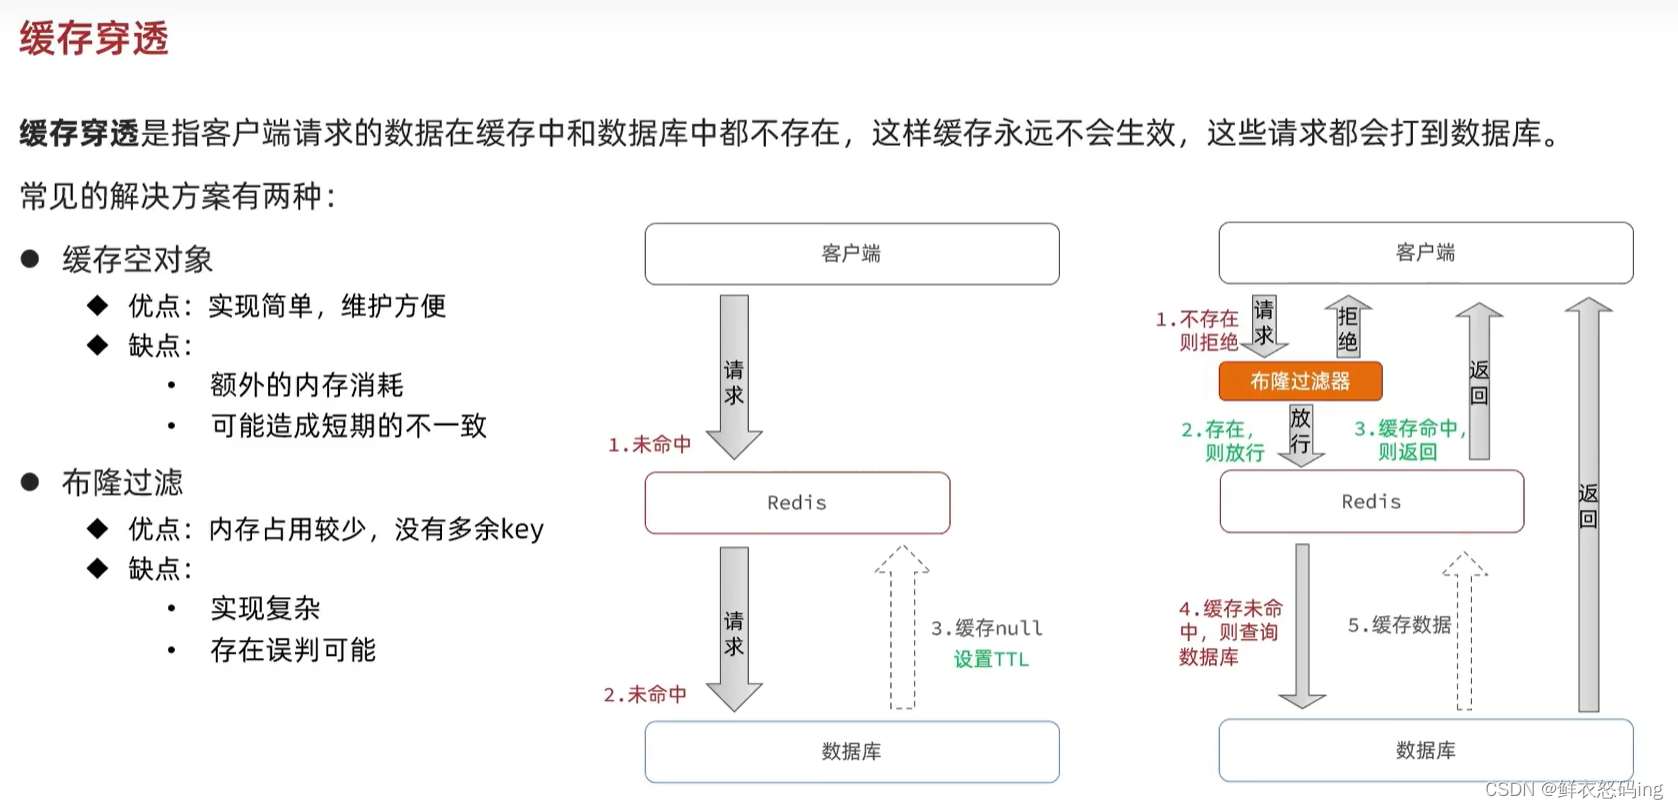 缓存穿透
缓存穿透是指客户端请求的数据在缓存中和数据库中都不存在，这样缓存永远不会生效，这些请求都会打到数据库。
常见的解决方案有两种：
● 缓存空对象
◆ 优点：实现简单，维护方便
◆ 缺点：
• 额外的内存消耗
• 可能造成短期的不一致
● 布隆过滤
◆ 优点：内存占用较少，没有多余key
◆ 缺点：
• 实现复杂
• 存在误判可能
客户端
请求
1.未命中
Redis
请求
2.未命中
3.缓存null
设置TTL
数据库
客户端
1.不存在
则拒绝
请求
拒绝
布隆过滤器
2.存在，
则放行
放行
3.缓存命中，
则返回
返回
Redis
返回
4.缓存未命
中，则查询
数据库
5.缓存数据
数据库
CSDN @鲜衣怒码ing